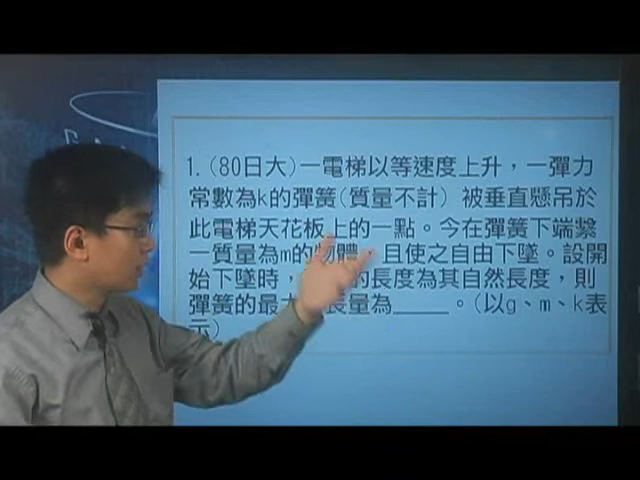 1. (80日大)一電梯以等速度上升，一彈力
常數為k的彈簧(質量不計) 被垂直懸吊於
此電梯天花板上的一點。今在彈簧下端繫
一質量為m的物體，且使之自由下墜。設開
始下墜時，的長度為其自然長度，則
彈簧的最大長量為_____。(以g、m、k表
示)